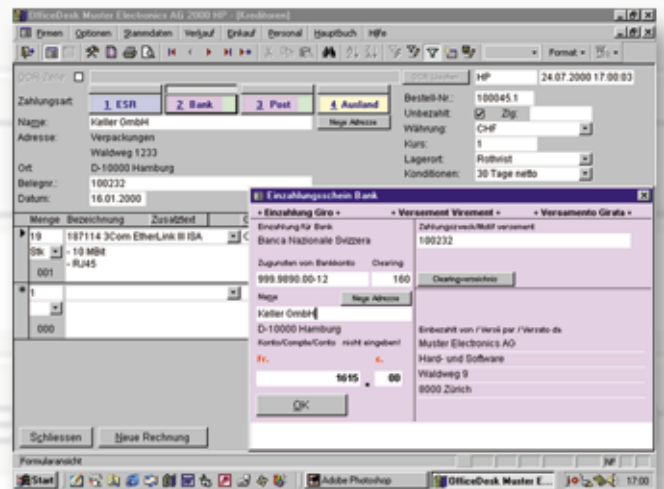 OfficeDesk Muster Electronics AG 2000 HP - [Kreditoren]
Firmen Optionen Stammdaten Verkauf Einkauf Personal Hauptbuch Hilfe
Format
OCR-Zeile:
OCR Löschen HP 24.07.2000 17:00:03
Zahlungsart: 1 ESR 2 Bank 3 Post 4 Ausland
Bestell-Nr.: 100045.1
Unbezahlt: Zlg:
Name: Keller GmbH Neue Adresse
Währung: CHF
Adresse: Verpackungen
Kurs: 1
Waldweg 1233
Lagerort: Rothrist
Ort: D-10000 Hamburg
Konditionen: 30 Tage netto
Belegnr.: 100232
Datum: 16.01.2000
Menge Bezeichnung Zusatztext
19 187114 3Com EtherLink III ISA
Stk - 10 MBit
- RJ45
001
1
000
Schliessen Neue Rechnung
Einzahlungsschein Bank
+ Einzahlung Giro + + Versement Virement + + Versamento Girata +
Einzahlung für Bank Zahlungszweck/Motif versement
Banca Nazionale Svizzera 100232
Zugunsten von Bankkonto Clearing
999.9890.00-12 160 Clearingverzeichnis
Name Neue Adresse
Keller GmbH
D-10000 Hamburg Einbezahlt von / Versé par / Versato da
Konto/Compte/Conto nicht eingeben! Muster Electronics AG
Fr. c. Hard- und Software
1615 . 00 Waldweg 9
8000 Zürich
OK
Formularansicht NF
Start Adobe Photoshop OfficeDesk Muster E... 17:00